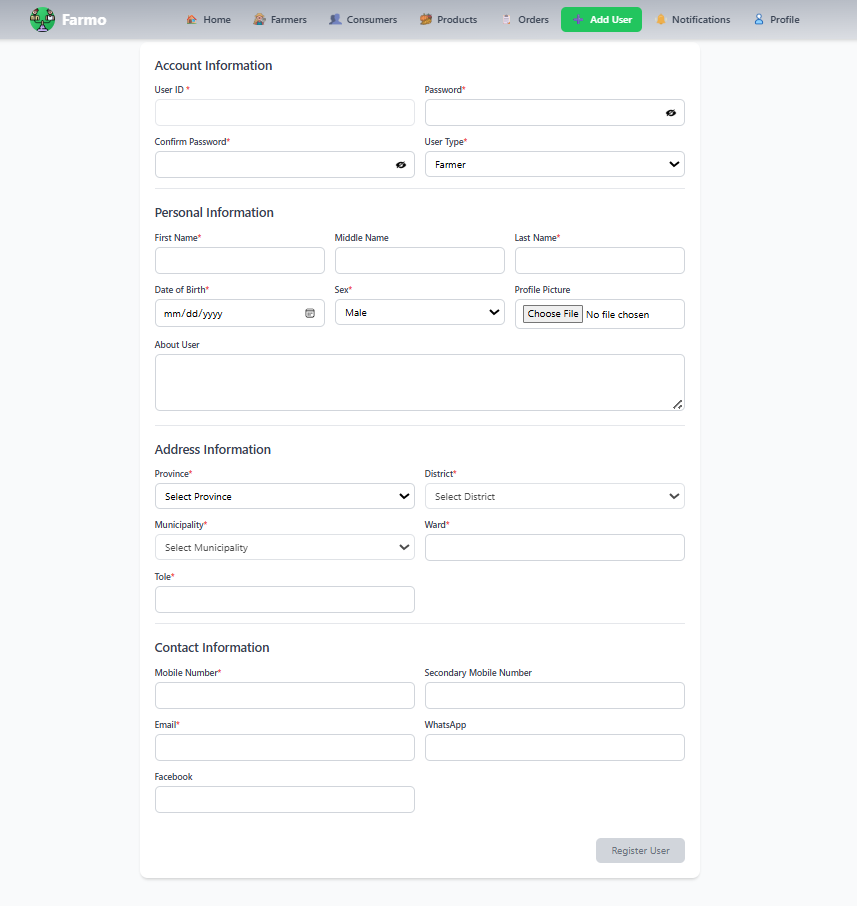 Farmo Home Farmers Consumers Products Orders Add User Notifications Profile
Account Information
User ID * Password*
Confirm Password* User Type*
Farmer
Personal Information
First Name* Middle Name Last Name*
Date of Birth* Sex* Profile Picture
mm/dd/yyyy Male Choose File No file chosen
About User
Address Information
Province* District*
Select Province Select District
Municipality* Ward*
Select Municipality
Tole*
Contact Information
Mobile Number* Secondary Mobile Number
Email* WhatsApp
Facebook
Register User